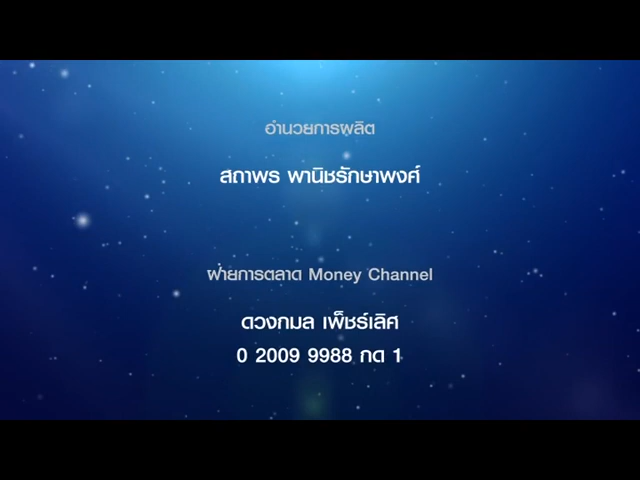 อำนวยการผลิต
สถาพร พานิชรักษาพงศ์
ฝ่ายการตลาด Money Channel
ดวงกมล เพ็ชร์เลิศ
0 2009 9988 กด 1